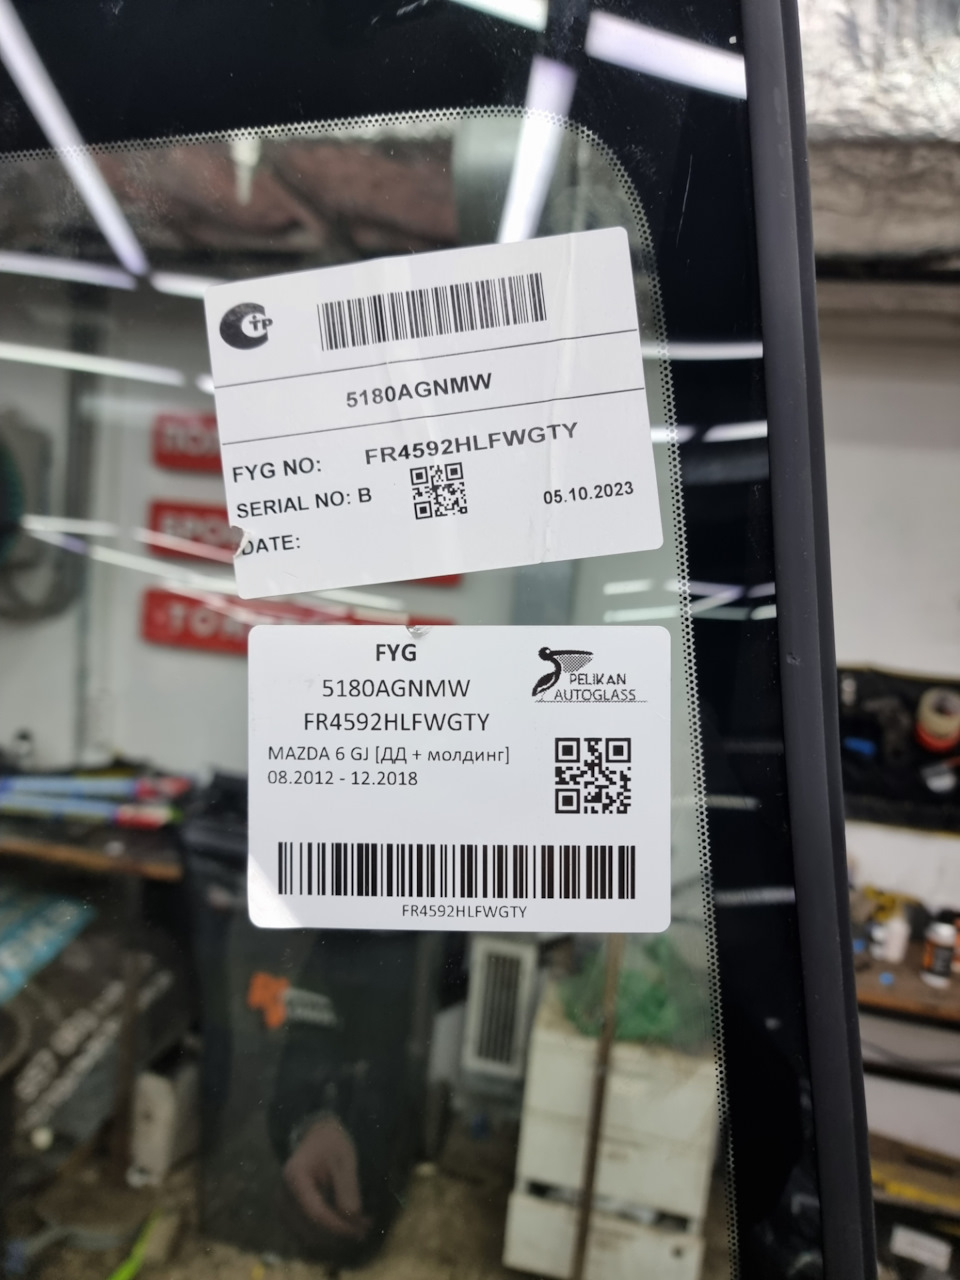 СТР
5180AGNMW
FYG NO: FR4592HLFWGTY
SERIAL NO: B
05.10.2023
DATE:
FYG
PELIKAN
AUTOGLASS
5180AGNMW
FR4592HLFWGTY
MAZDA 6 GJ [ДД + молдинг]
08.2012 - 12.2018
FR4592HLFWGTY